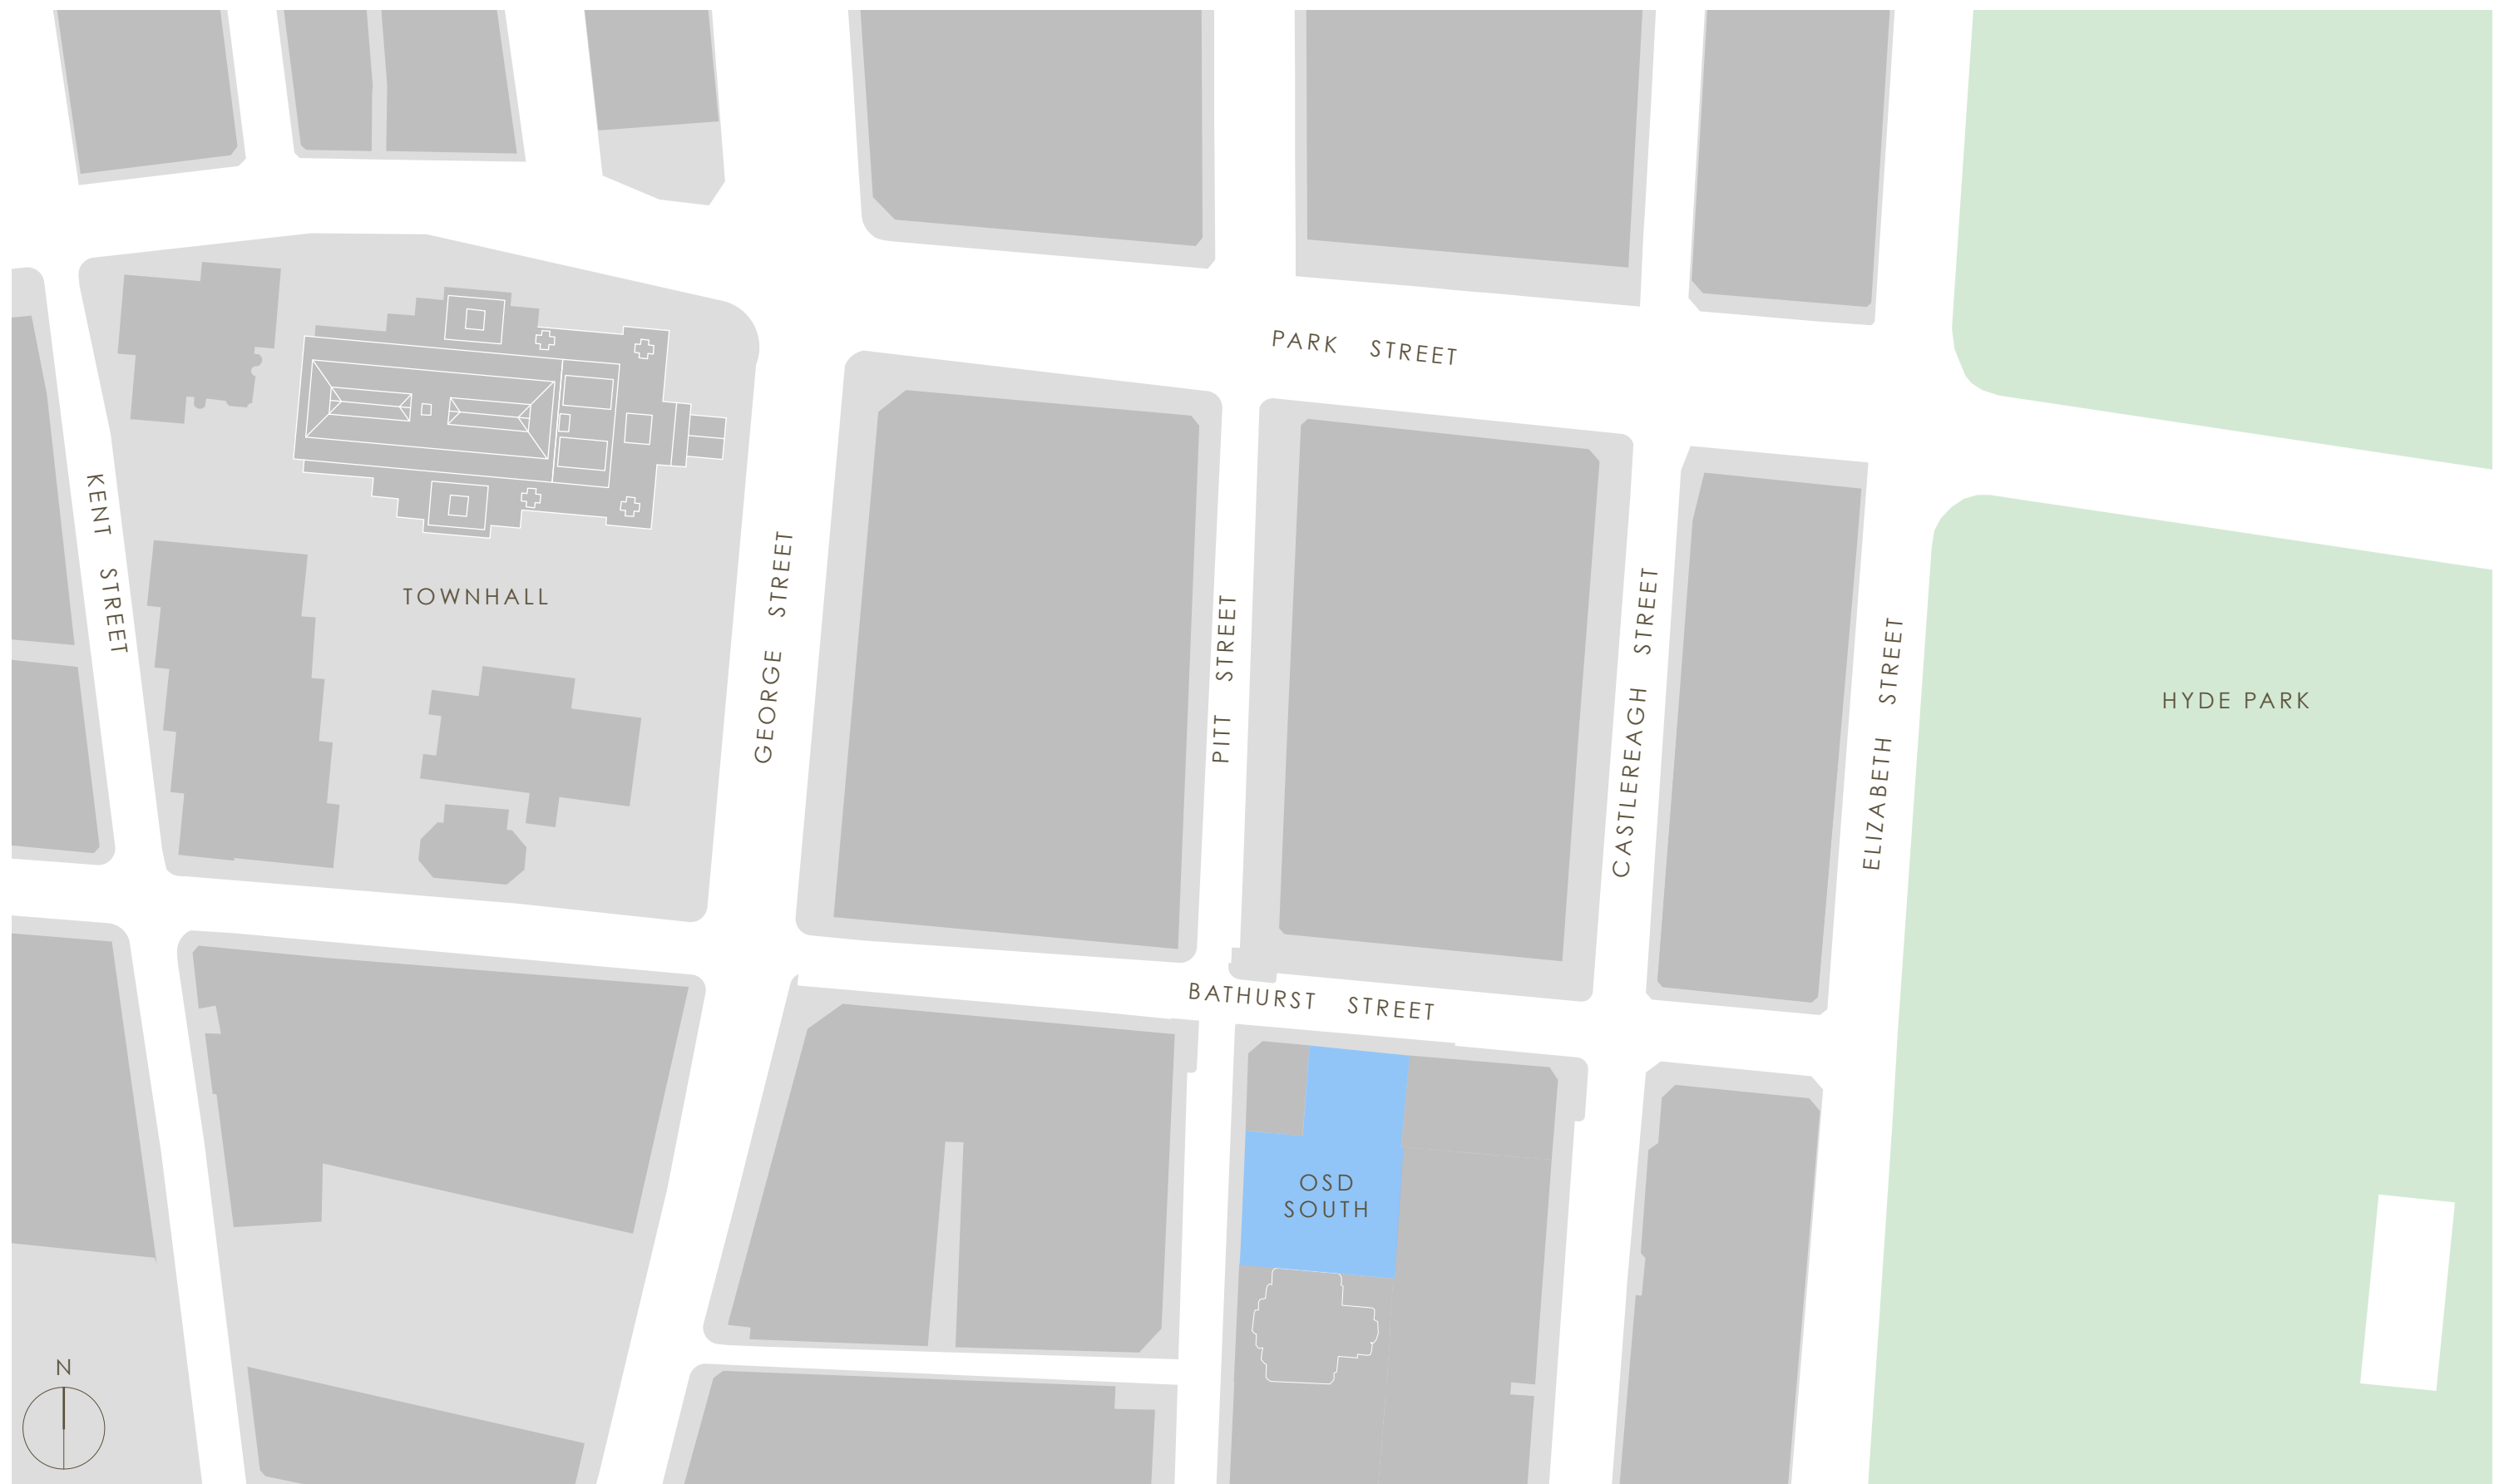 PARK STREET
KENT STREET
TOWNHALL
GEORGE STREET
PITT STREET
CASTLEREAGH STREET
ELIZABETH STREET
HYDE PARK
BATHURST STREET
OSD
SOUTH
N